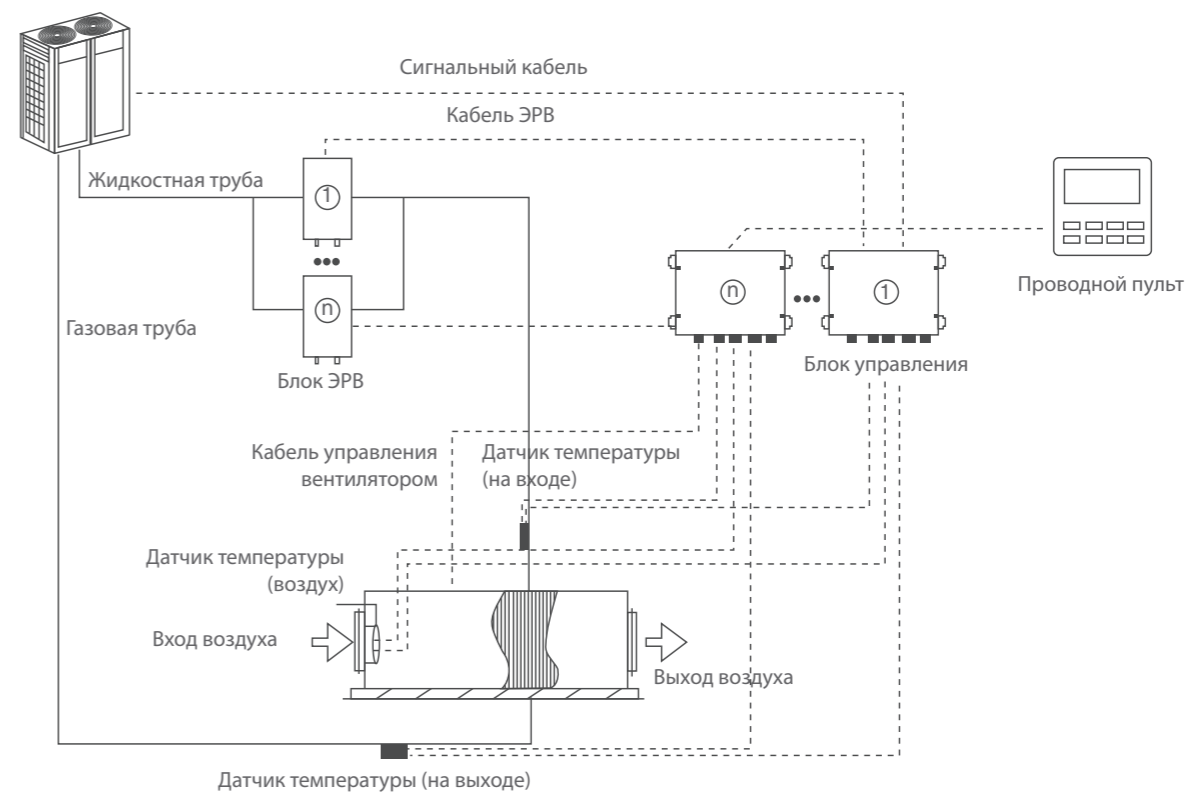 Сигнальный кабель
Кабель ЭРВ
Жидкостная труба
1
n
n
1
Проводной пульт
Газовая труба
Блок ЭРВ
Блок управления
Кабель управления
вентилятором
Датчик температуры
(на входе)
Датчик температуры
(воздух)
Вход воздуха
Выход воздуха
Датчик температуры (на выходе)